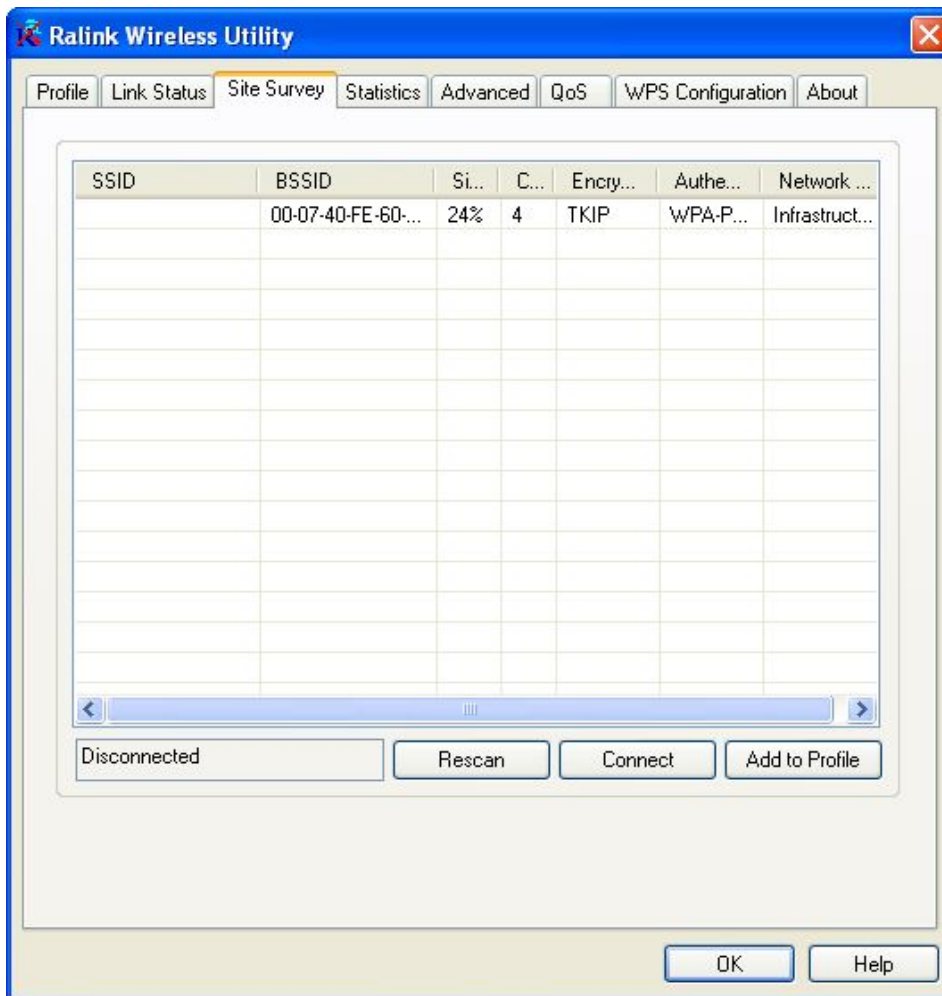 Ralink Wireless Utility
Profile Link Status Site Survey Statistics Advanced QoS WPS Configuration About
SSID BSSID Si... C... Encry... Authe... Network ...
00-07-40-FE-60-... 24% 4 TKIP WPA-P... Infrastruct...
Disconnected Rescan Connect Add to Profile
OK Help